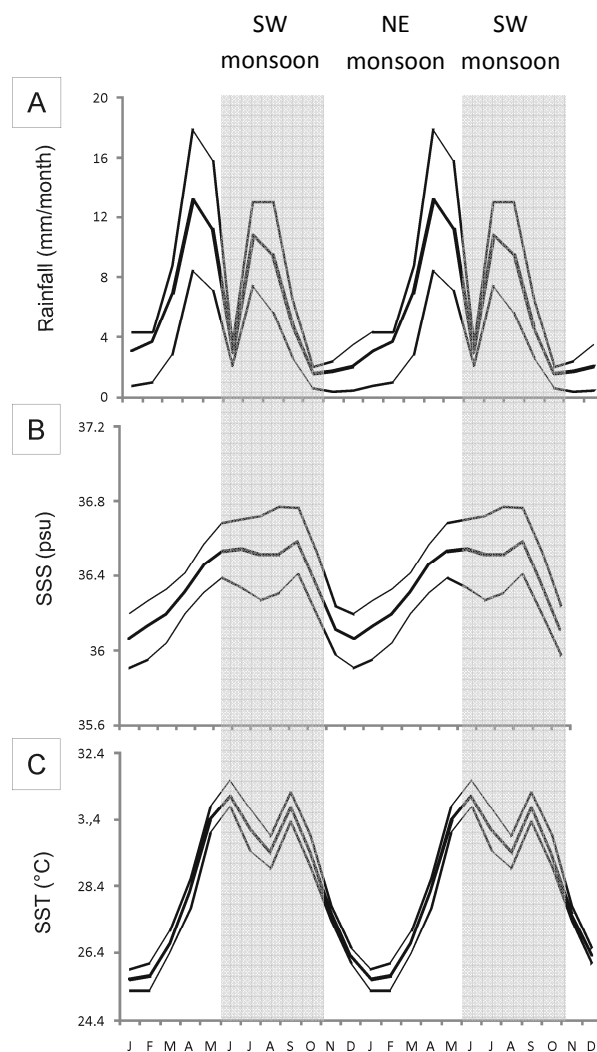 SW
monsoon
NE
monsoon
SW
monsoon
A
Rainfall (mm/month)
20
16
12
8
4
0
B
SSS (psu)
37.2
36.8
36.4
36
35.6
C
SST (°C)
32.4
3,,4
28.4
26.4
24.4
J F M A M J J A S O N D J F M A M J J A S O N D